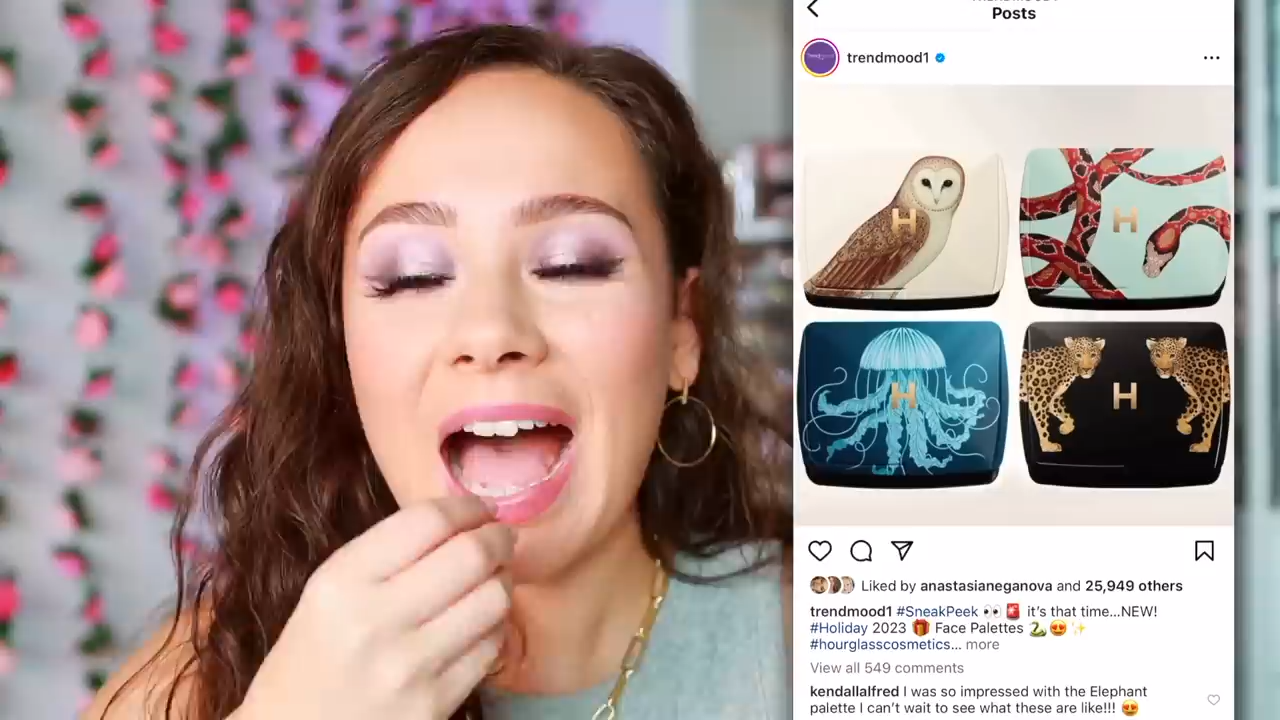 Posts
trendmood1
H
H
H
H
Liked by anastasianeganova and 25,949 others
trendmood1 #SneakPeek 👀 🚨 it's that time...NEW!
#Holiday 2023 🎁 Face Palettes 🐍😍✨
#hourglasscosmetics... more
View all 549 comments
kendallalfred I was so impressed with the Elephant
palette I can't wait to see what these are like!!! 😍